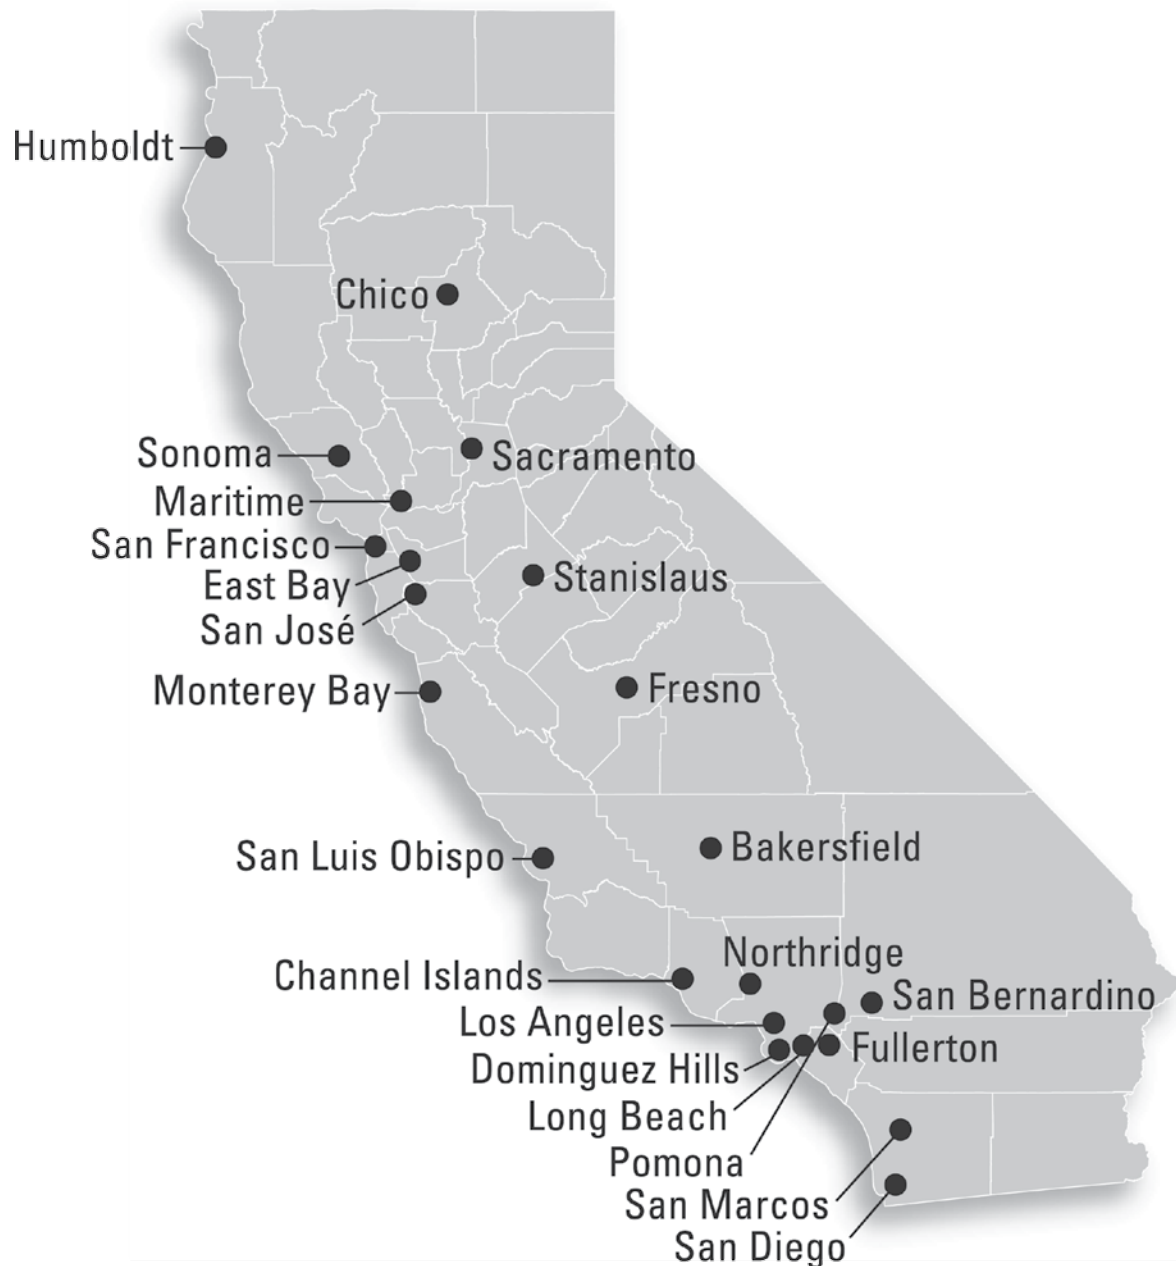 Humboldt
Chico
Sonoma
Sacramento
Maritime
San Francisco
East Bay
Stanislaus
San José
Monterey Bay
Fresno
San Luis Obispo
Bakersfield
Northridge
Channel Islands
San Bernardino
Los Angeles
Fullerton
Dominguez Hills
Long Beach
Pomona
San Marcos
San Diego